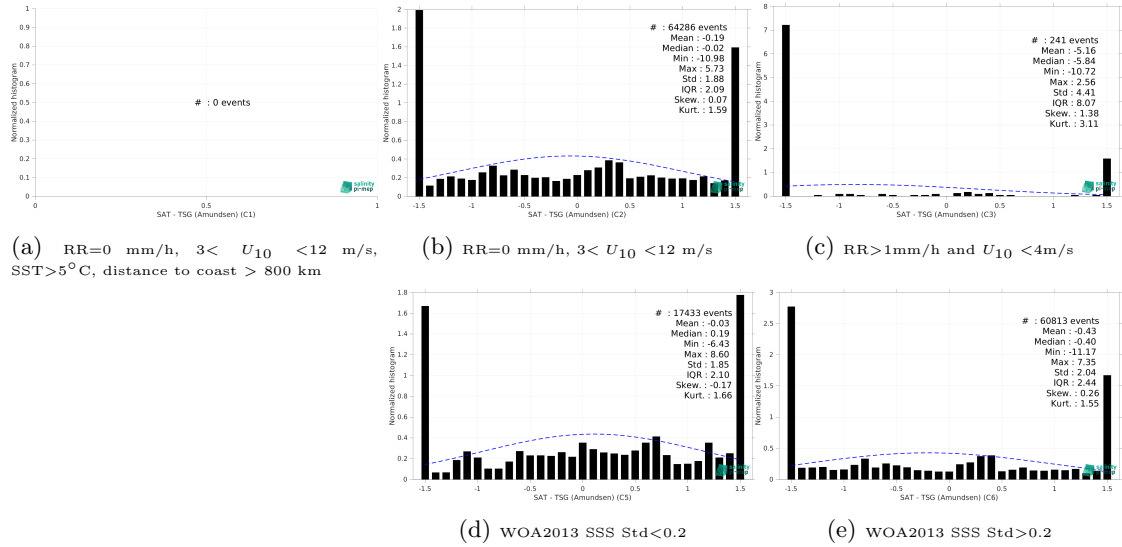 Normalized histogram
1
0.9
0.8
0.7
0.6
0.5
0.4
0.3
0.2
0.1
0
# : 0 events
salinity
pi-mep
0 0.5 1
SAT - TSG (Amundsen) (C1)
(a) RR=0 mm/h, 3< U10 <12 m/s,
SST>5°C, distance to coast > 800 km
Normalized histogram
2
1.8
1.6
1.4
1.2
1
0.8
0.6
0.4
0.2
0
# : 64286 events
Mean : -0.19
Median : -0.02
Min : -10.98
Max : 5.73
Std : 1.88
IQR : 2.09
Skew. : 0.07
Kurt. : 1.59
salinity
pi-mep
-1.5 -1 -0.5 0 0.5 1 1.5
SAT - TSG (Amundsen) (C2)
(b) RR=0 mm/h, 3< U10 <12 m/s
Normalized histogram
8
7
6
5
4
3
2
1
0
# : 241 events
Mean : -5.16
Median : -5.84
Min : -10.72
Max : 2.56
Std : 4.41
IQR : 8.07
Skew. : 1.38
Kurt. : 3.11
salinity
pi-mep
-1.5 -1 -0.5 0 0.5 1 1.5
SAT - TSG (Amundsen) (C3)
(c) RR>1mm/h and U10 <4m/s
Normalized histogram
1.8
1.6
1.4
1.2
1
0.8
0.6
0.4
0.2
0
# : 17433 events
Mean : -0.03
Median : 0.19
Min : -6.43
Max : 8.60
Std : 1.85
IQR : 2.10
Skew. : -0.17
Kurt. : 1.66
salinity
pi-mep
-1.5 -1 -0.5 0 0.5 1 1.5
SAT - TSG (Amundsen) (C5)
(d) WOA2013 SSS Std<0.2
Normalized histogram
3
2.5
2
1.5
1
0.5
0
# : 60813 events
Mean : -0.43
Median : -0.40
Min : -11.17
Max : 7.35
Std : 2.04
IQR : 2.44
Skew. : 0.26
Kurt. : 1.55
salinity
pi-mep
-1.5 -1 -0.5 0 0.5 1 1.5
SAT - TSG (Amundsen) (C6)
(e) WOA2013 SSS Std>0.2